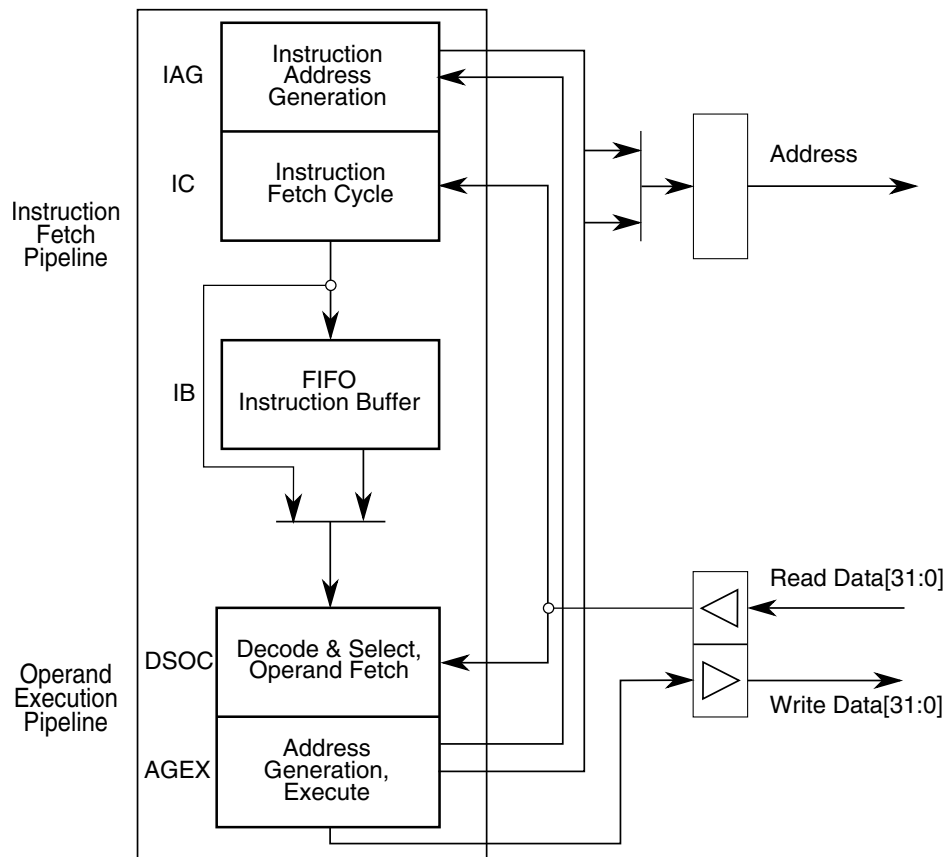 IAG
Instruction
Address
Generation
IC
Instruction
Fetch Cycle
Instruction
Fetch
Pipeline
Address
IB
FIFO
Instruction Buffer
Read Data[31:0]
DSOC
Decode & Select,
Operand Fetch
Operand
Execution
Pipeline
Write Data[31:0]
AGEX
Address
Generation,
Execute